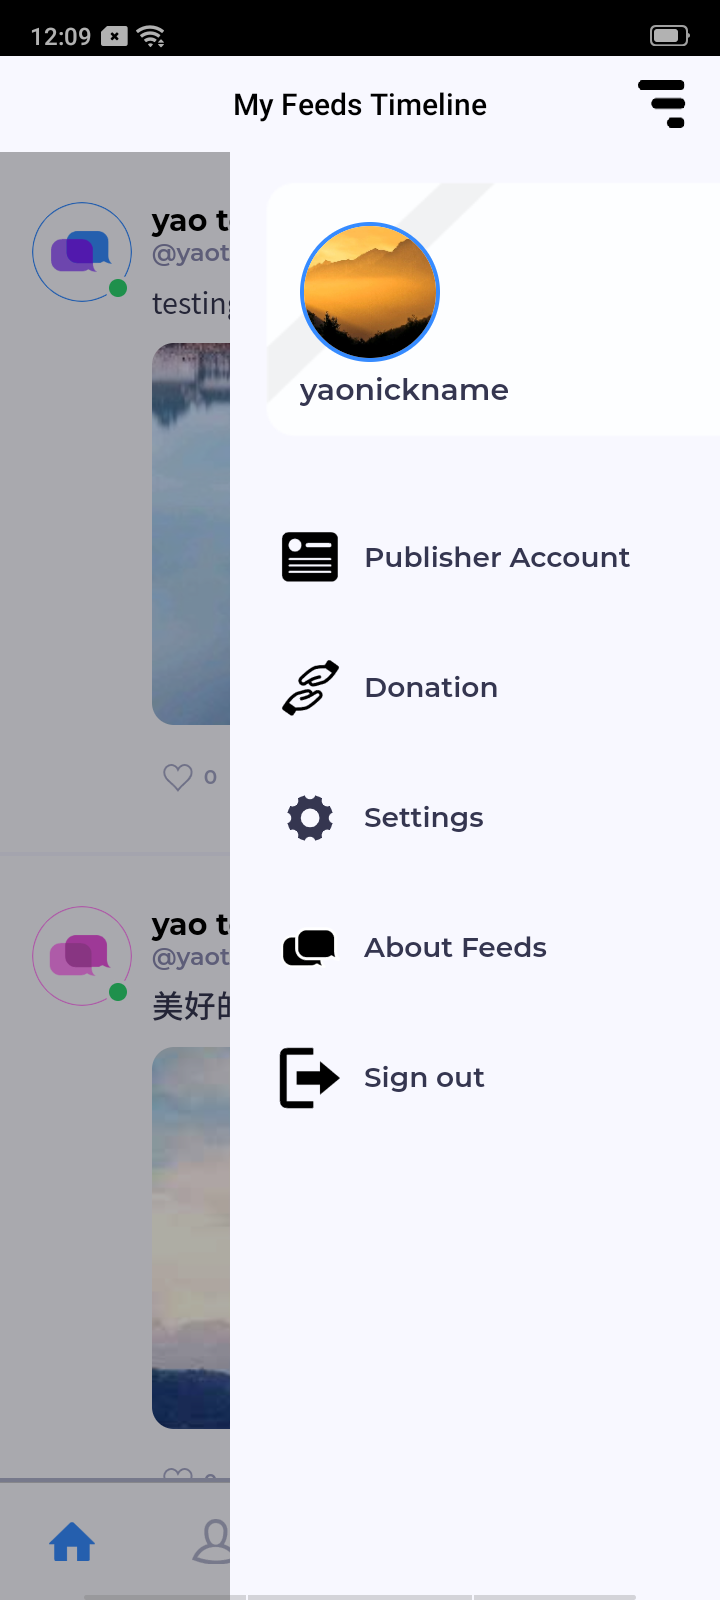 12:09
My Feeds Timeline
yao t
@yaot
testing
0
yaonickname
Publisher Account
Donation
Settings
About Feeds
Sign out
yao t
@yaot
美好的